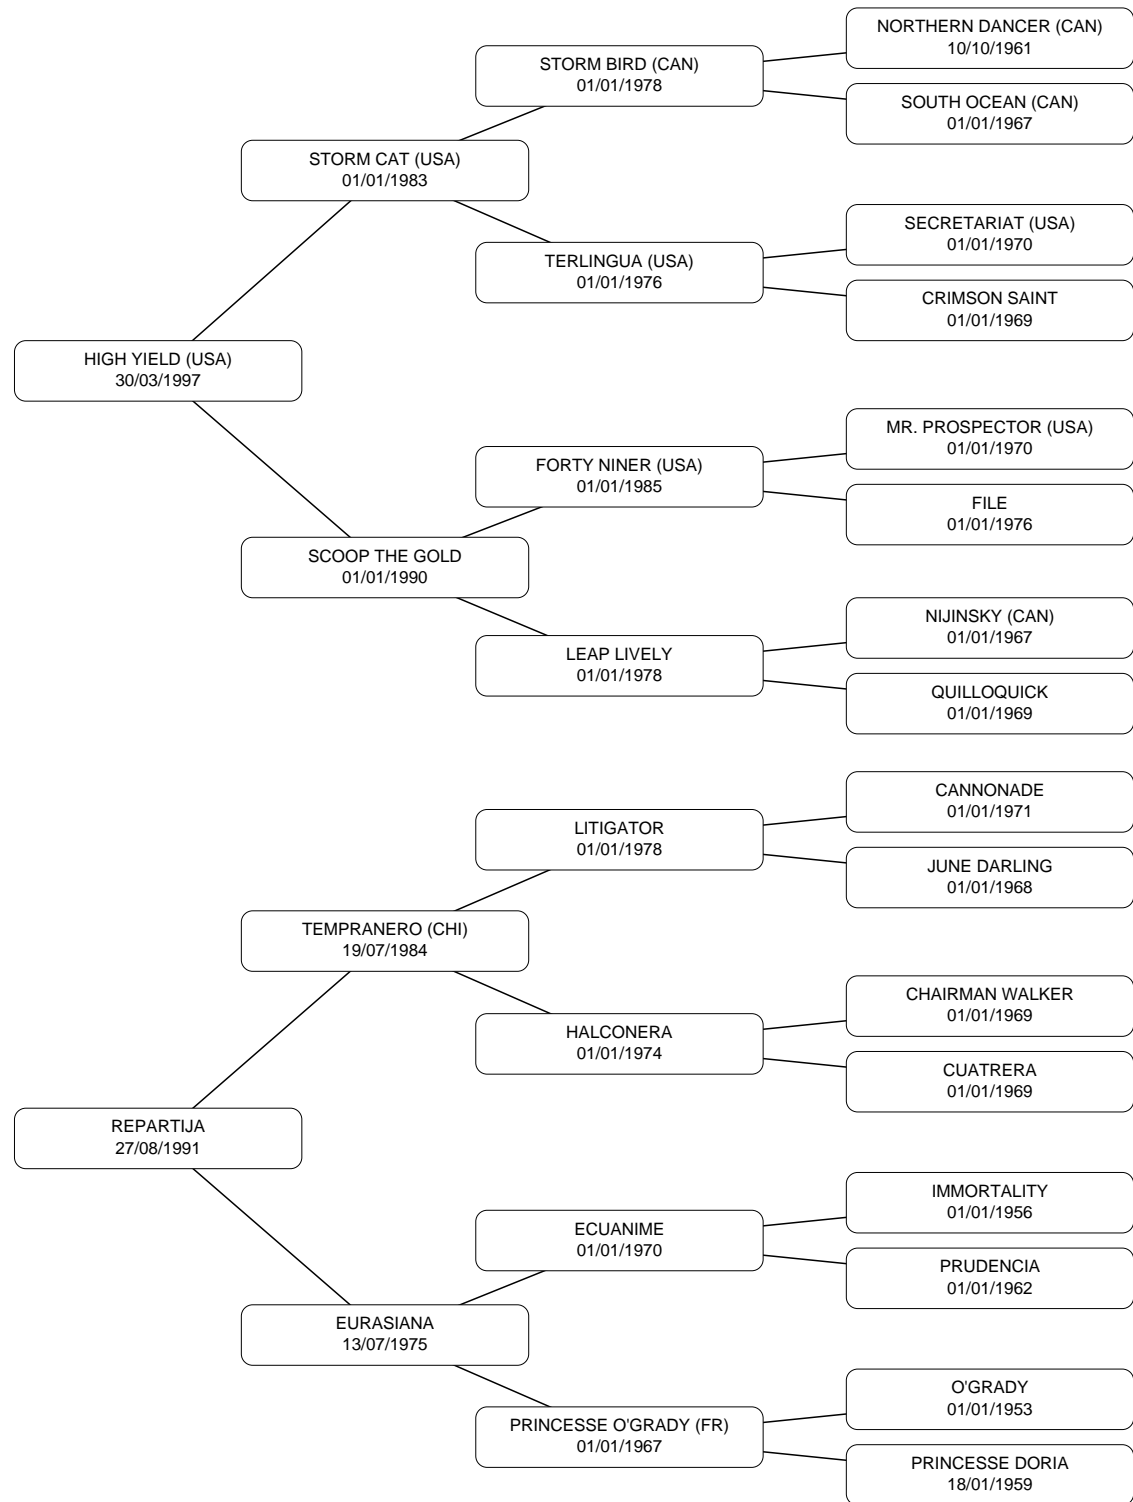 NORTHERN DANCER (CAN)
10/10/1961
STORM BIRD (CAN)
01/01/1978
SOUTH OCEAN (CAN)
01/01/1967
STORM CAT (USA)
01/01/1983
SECRETARIAT (USA)
01/01/1970
TERLINGUA (USA)
01/01/1976
CRIMSON SAINT
01/01/1969
HIGH YIELD (USA)
30/03/1997
MR. PROSPECTOR (USA)
01/01/1970
FORTY NINER (USA)
01/01/1985
FILE
01/01/1976
SCOOP THE GOLD
01/01/1990
NIJINSKY (CAN)
01/01/1967
LEAP LIVELY
01/01/1978
QUILLOQUICK
01/01/1969
CANNONADE
01/01/1971
LITIGATOR
01/01/1978
JUNE DARLING
01/01/1968
TEMPRANERO (CHI)
19/07/1984
CHAIRMAN WALKER
01/01/1969
HALCONERA
01/01/1974
CUATRERA
01/01/1969
REPARTIJA
27/08/1991
IMMORTALITY
01/01/1956
ECUANIME
01/01/1970
PRUDENCIA
01/01/1962
EURASIANA
13/07/1975
O'GRADY
01/01/1953
PRINCESSE O'GRADY (FR)
01/01/1967
PRINCESSE DORIA
18/01/1959